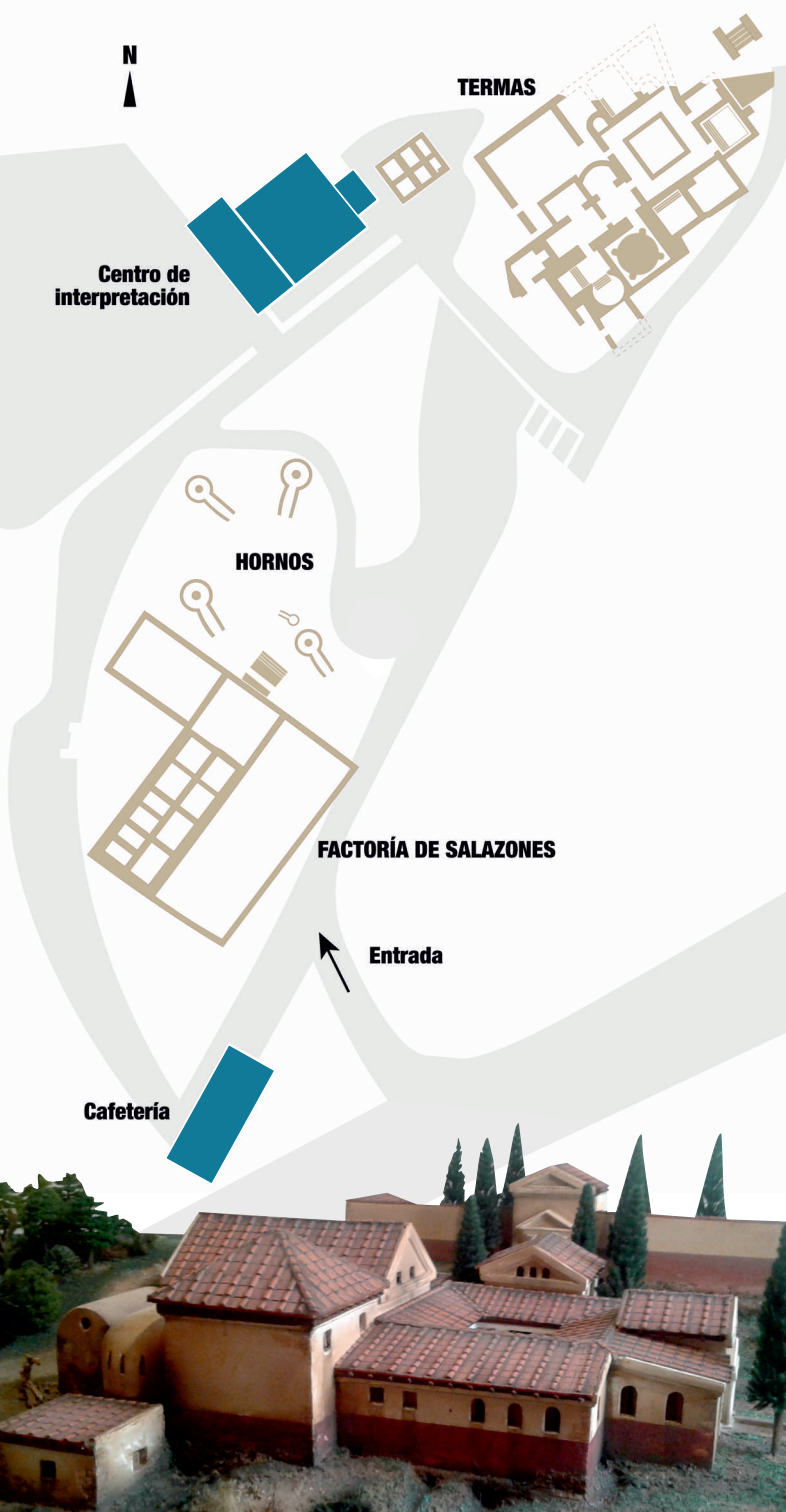 N
TERMAS
Centro de
interpretación
HORNOS
FACTORÍA DE SALAZONES
Entrada
Cafetería